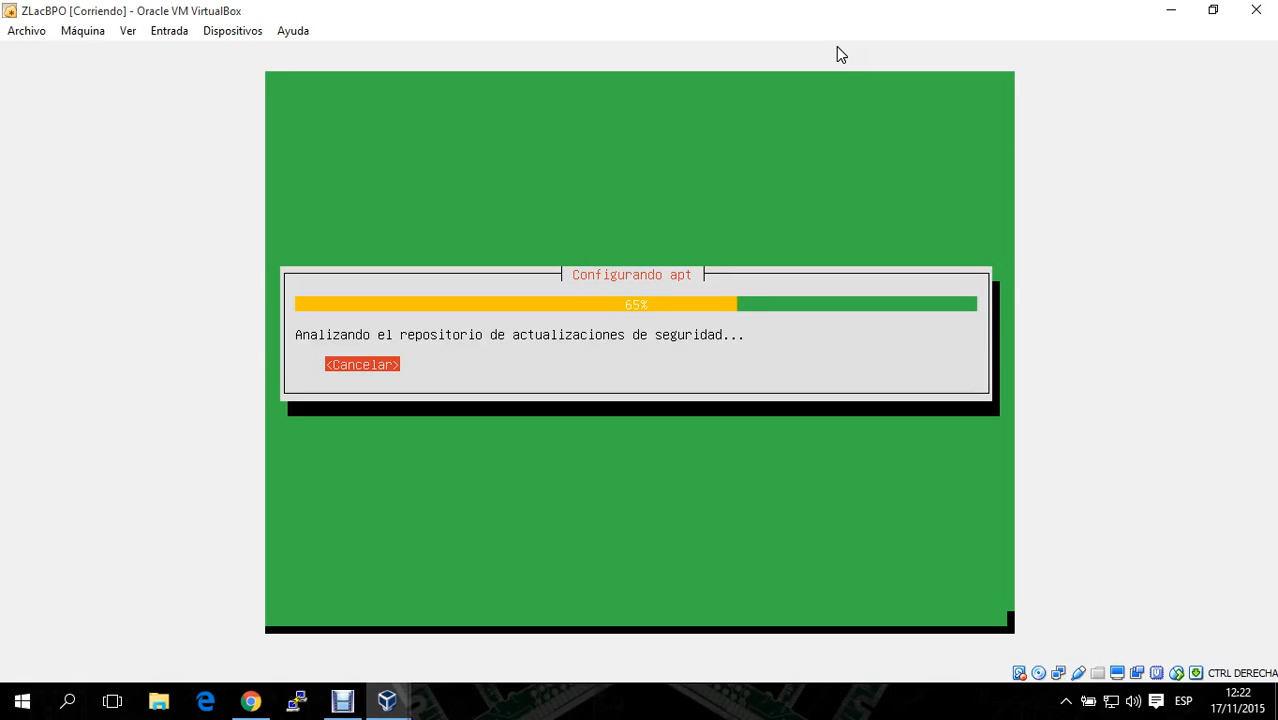 ZLacBPO [Corriendo] - Oracle VM VirtualBox
Archivo Máquina Ver Entrada Dispositivos Ayuda
Configurando apt
65%
Analizando el repositorio de actualizaciones de seguridad...
<Cancelar>
CTRL DERECHA
ESP
12:22
17/11/2015